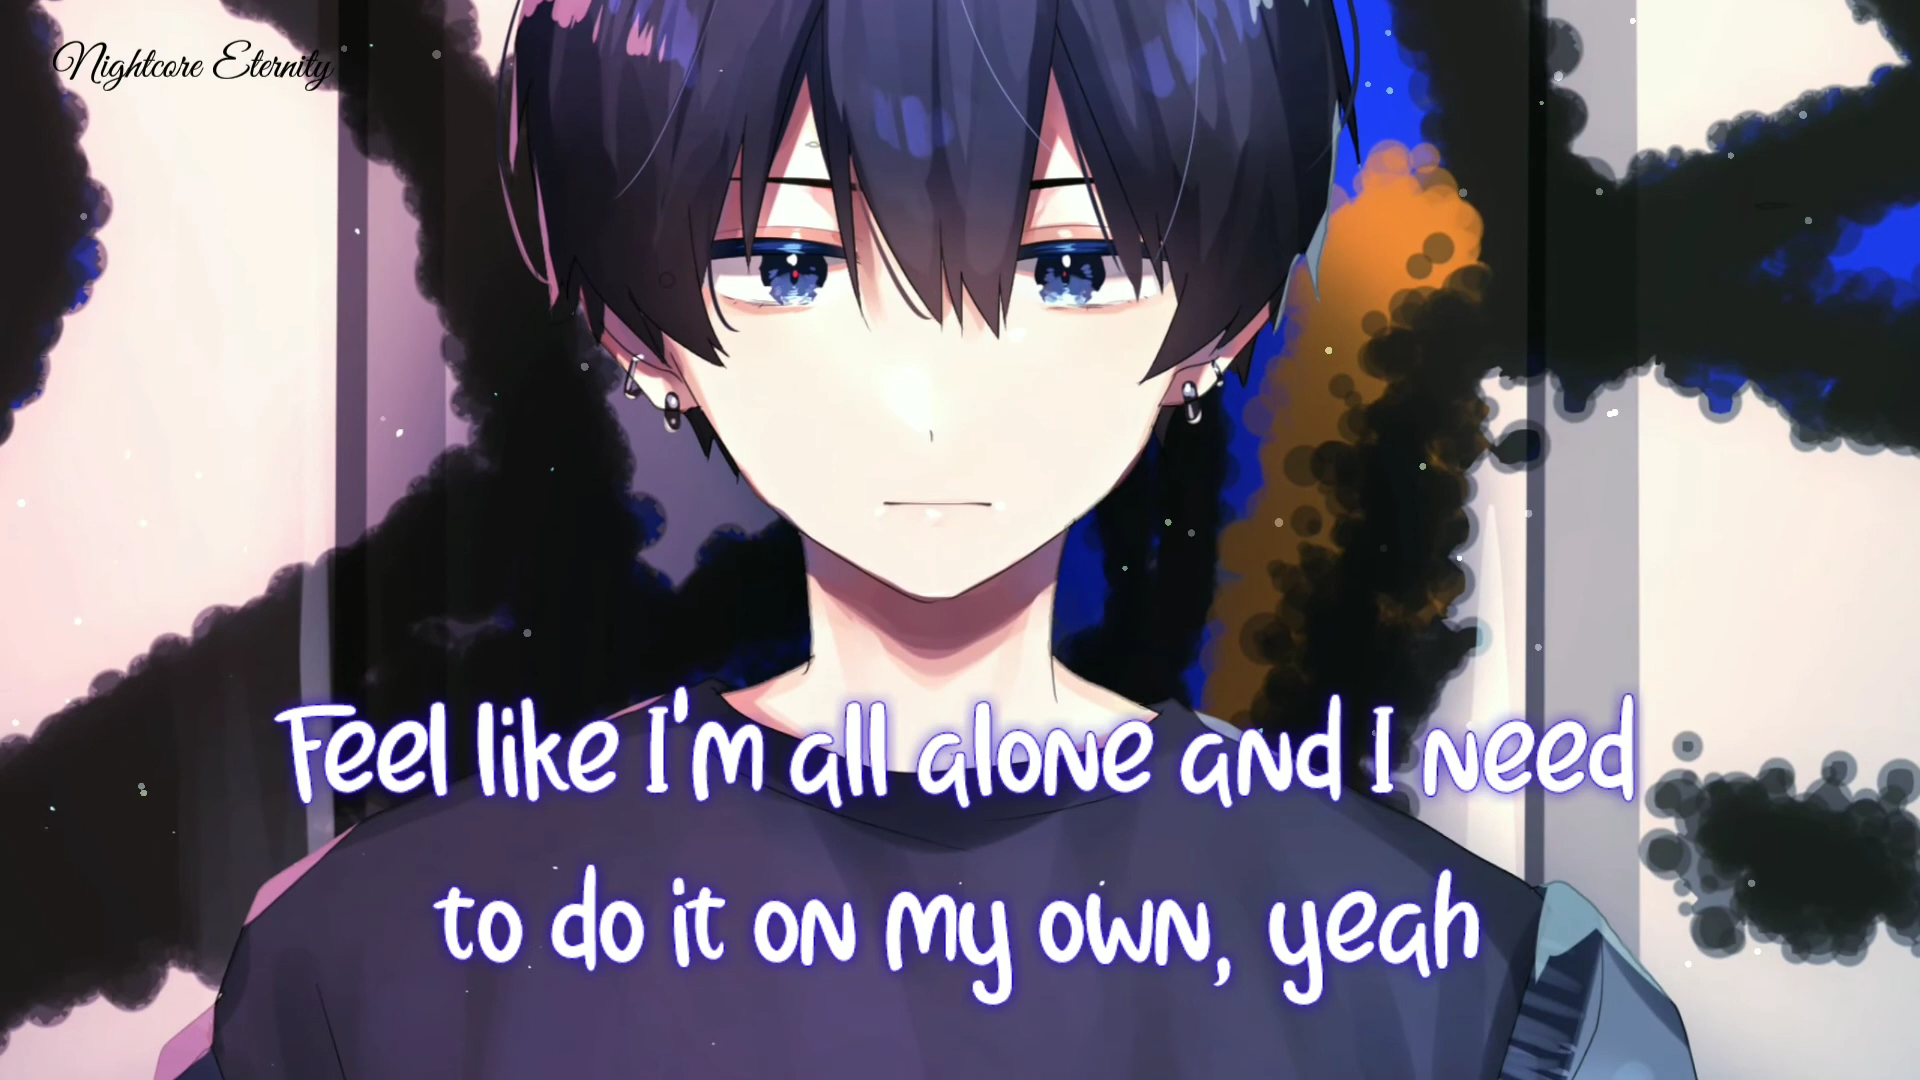 Nightcore Eternity
Feel like I'm all alone and I need
to do it on my own, yeah